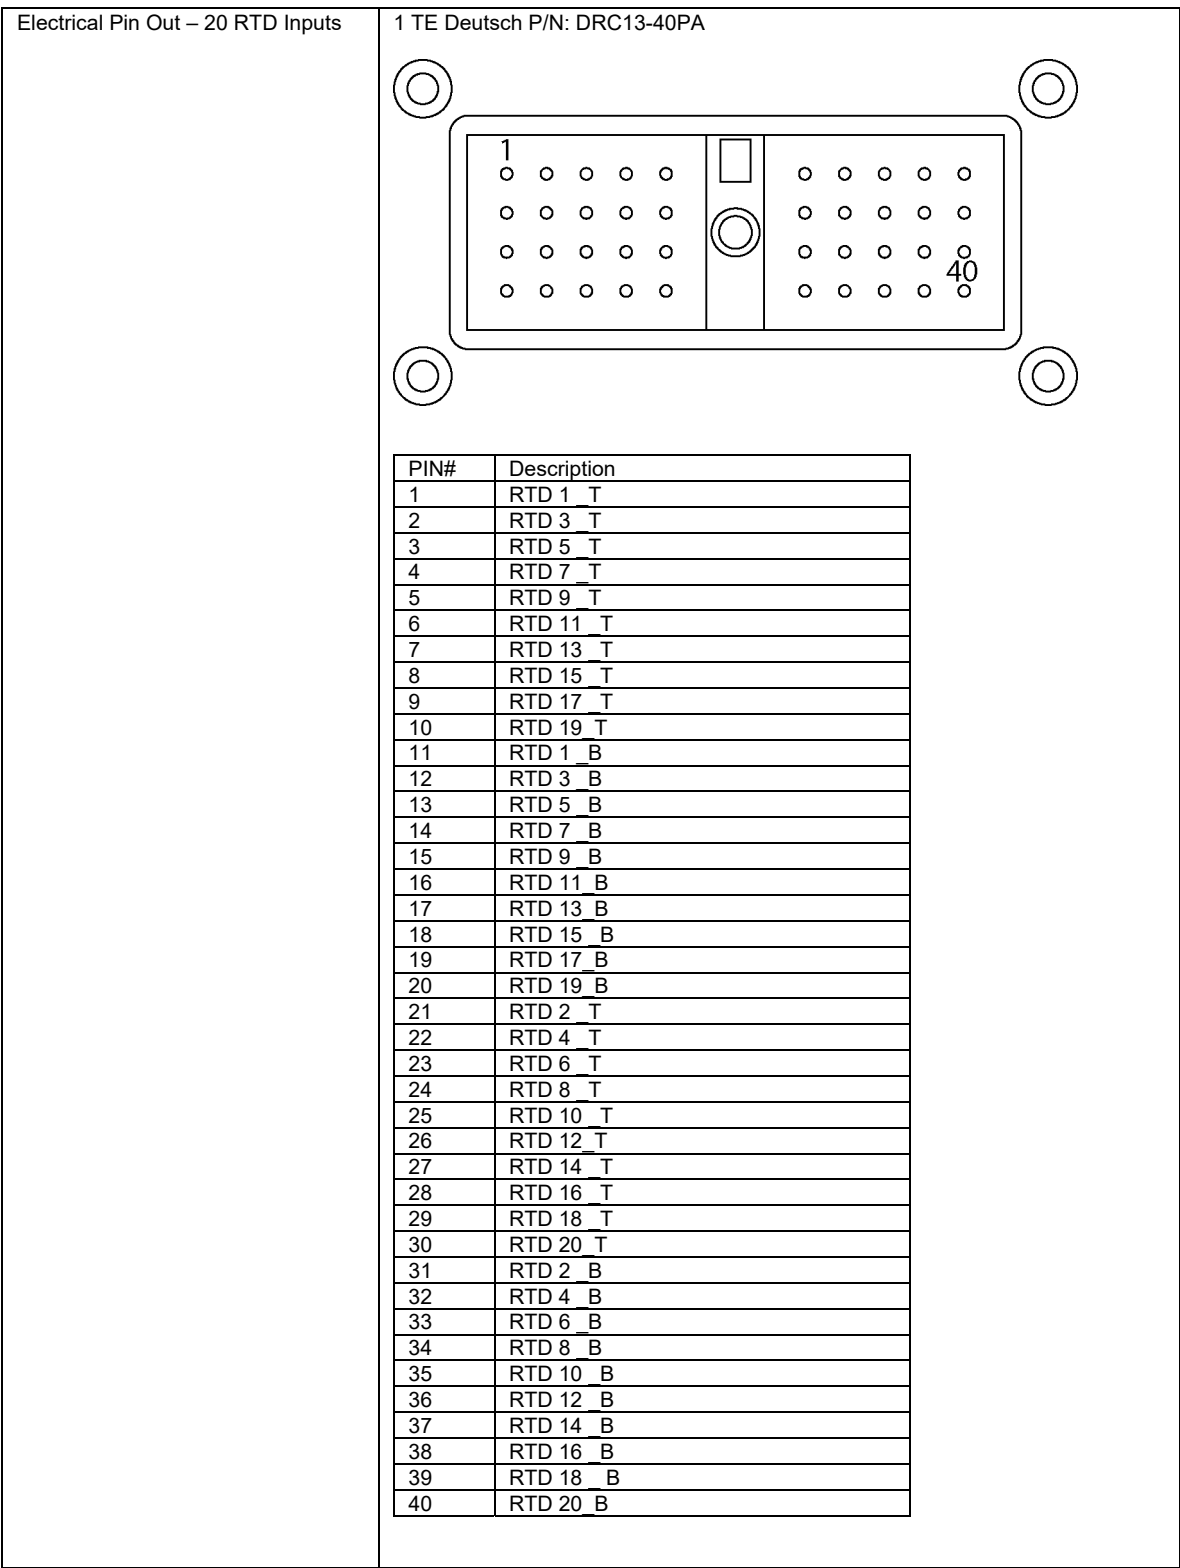 Electrical Pin Out – 20 RTD Inputs
1 TE Deutsch P/N: DRC13-40PA
1
40
PIN# Description
1 RTD 1 _T
2 RTD 3 _T
3 RTD 5 _T
4 RTD 7 _T
5 RTD 9 _T
6 RTD 11 _T
7 RTD 13 _T
8 RTD 15 _T
9 RTD 17 _T
10 RTD 19_T
11 RTD 1 _B
12 RTD 3 _B
13 RTD 5 _B
14 RTD 7 _B
15 RTD 9 _B
16 RTD 11_B
17 RTD 13_B
18 RTD 15 _B
19 RTD 17_B
20 RTD 19_B
21 RTD 2 _T
22 RTD 4 _T
23 RTD 6 _T
24 RTD 8 _T
25 RTD 10 _T
26 RTD 12_T
27 RTD 14 _T
28 RTD 16 _T
29 RTD 18 _T
30 RTD 20_T
31 RTD 2 _B
32 RTD 4 _B
33 RTD 6 _B
34 RTD 8 _B
35 RTD 10 _B
36 RTD 12 _B
37 RTD 14 _B
38 RTD 16 _B
39 RTD 18 _ B
40 RTD 20_B